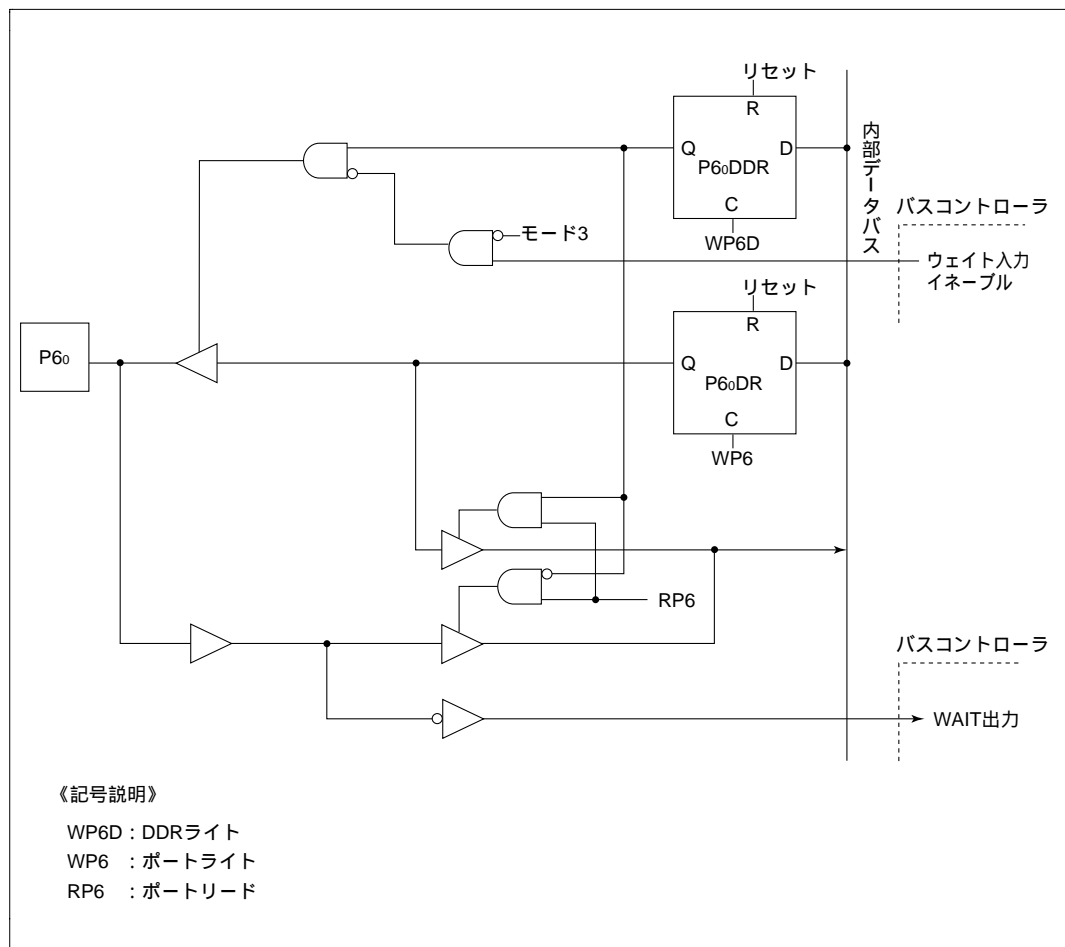 リセット
R
Q
D
P6₀DDR
C
WP6D
内部データバス
バスコントローラ
モード3
ウェイト入力
イネーブル
リセット
R
P6₀
Q
D
P6₀DR
C
WP6
RP6
バスコントローラ
WAIT出力
《記号説明》
WP6D：DDRライト
WP6 ：ポートライト
RP6 ：ポートリード